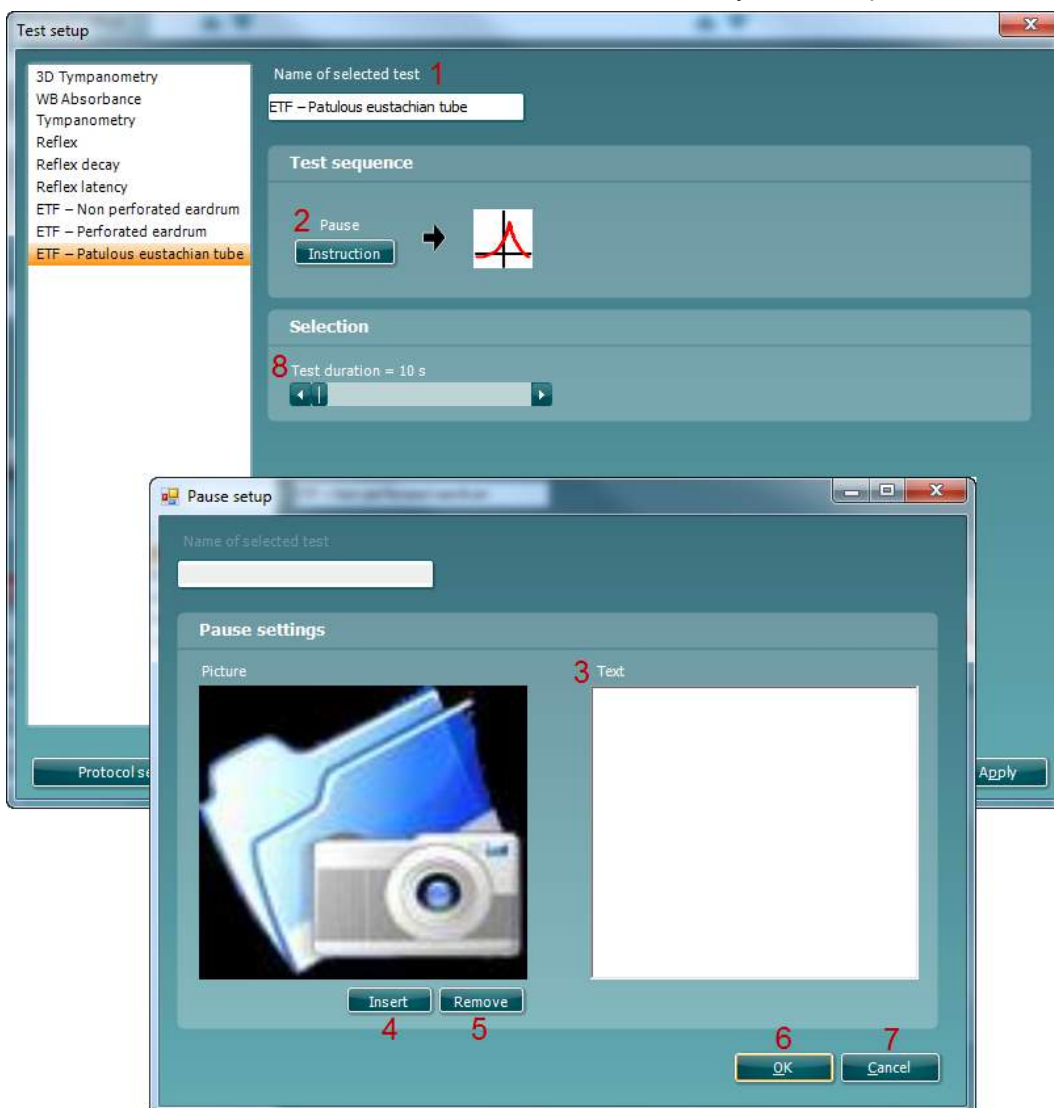 Test setup
3D Tympanometry
WB Absorbance
Tympanometry
Reflex
Reflex decay
Reflex latency
ETF – Non perforated eardrum
ETF – Perforated eardrum
ETF – Patulous eustachian tube
Name of selected test 1
ETF – Patulous eustachian tube
Test sequence
2 Pause
Instruction
Selection
8 Test duration = 10 s
Protocol se
Apply
Pause setup
Name of selected test
Pause settings
Picture
3 Text
Insert Remove
4 5
6 7
OK Cancel